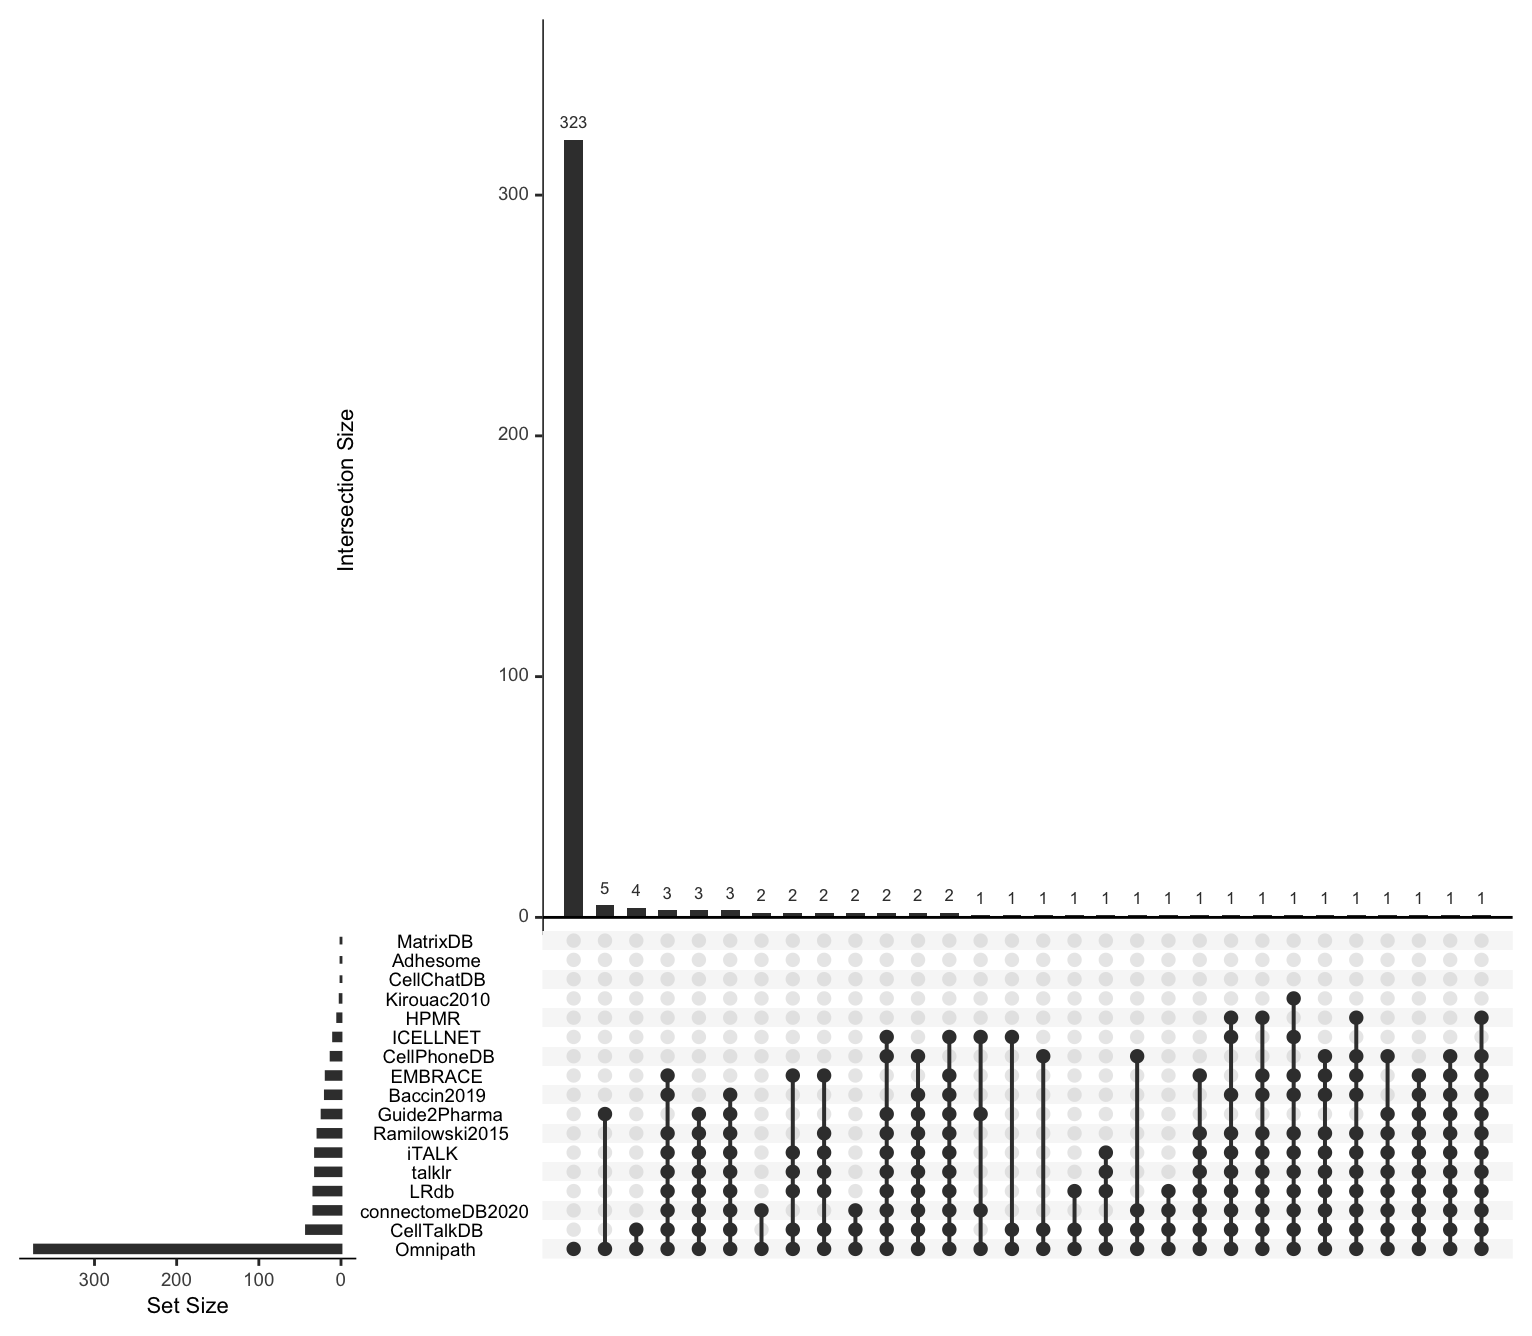 323
300
Intersection Size
200
100
5 4 3 3 3 2 2 2 2 2 2 2 1 1 1 1 1 1 1 1 1 1 1 1 1 1 1 1 1
0
MatrixDB
Adhesome
CellChatDB
Kirouac2010
HPMR
ICELLNET
CellPhoneDB
EMBRACE
Baccin2019
Guide2Pharma
Ramilowski2015
iTALK
talklr
LRdb
connectomeDB2020
CellTalkDB
Omnipath
300 200 100 0
Set Size